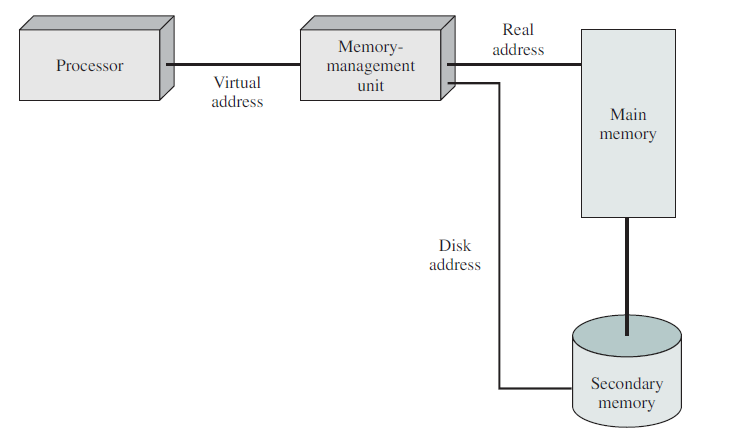 Processor
Virtual
address
Memory-
management
unit
Real
address
Main
memory
Disk
address
Secondary
memory